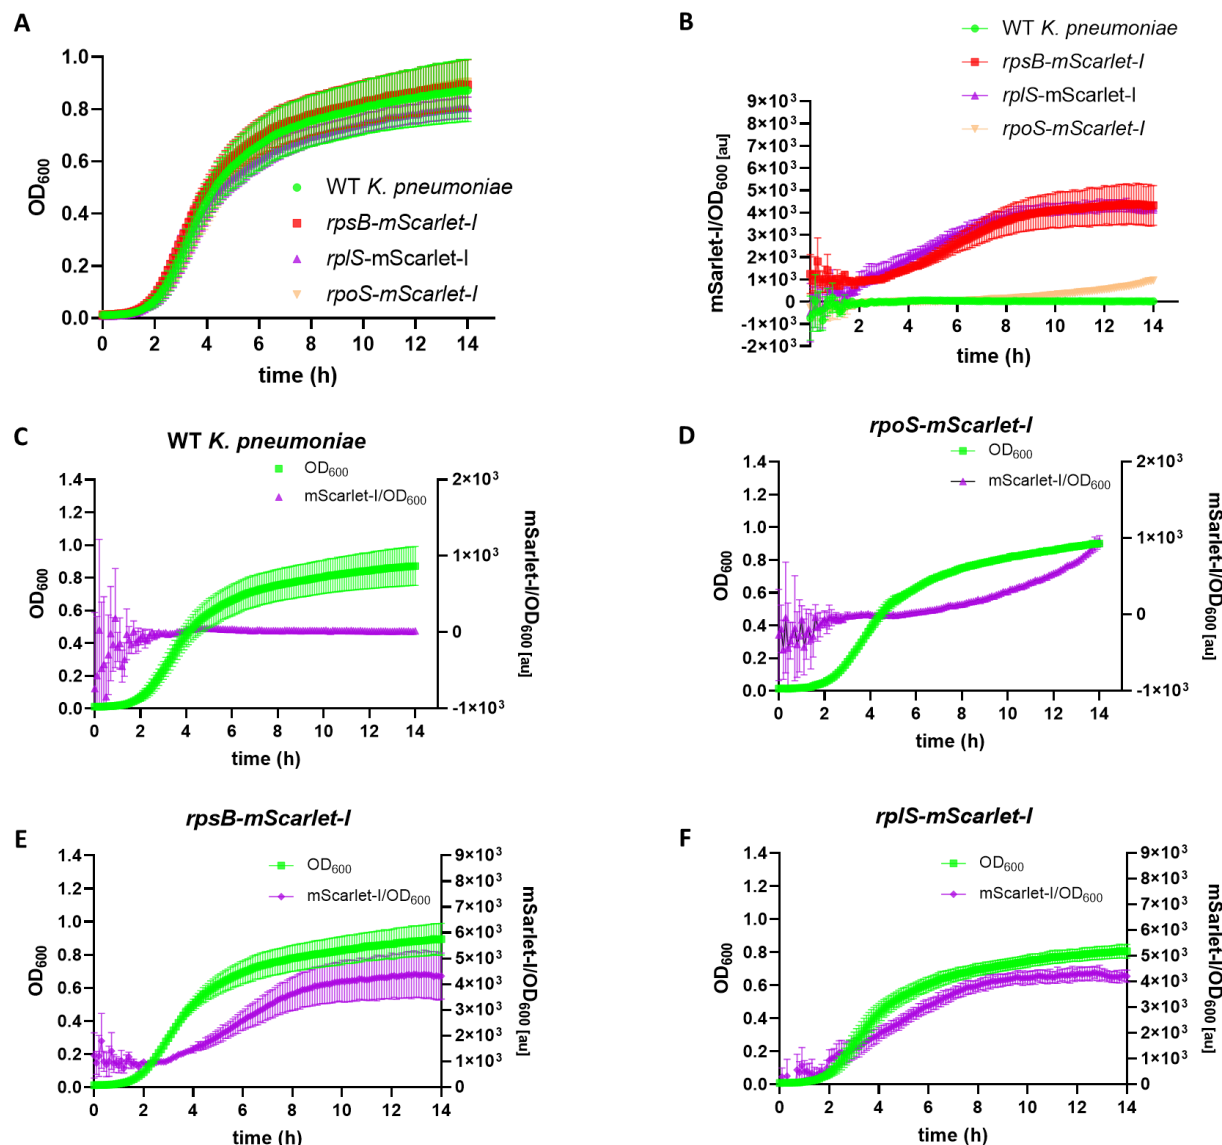 A
1.0
0.8
0.6
0.4
0.2
0.0
OD600
0 2 4 6 8 10 12 14
time (h)
WT K. pneumoniae
rpsB-mScarlet-I
rplS-mScarlet-I
rpoS-mScarlet-I
B
WT K. pneumoniae
rpsB-mScarlet-I
rplS-mScarlet-I
rpoS-mScarlet-I
9×10³
8×10³
7×10³
6×10³
5×10³
4×10³
3×10³
2×10³
1×10³
0
-1×10³
-2×10³
mSarlet-I/OD600 [au]
2 4 6 8 10 12 14
time (h)
C
WT K. pneumoniae
OD600
mScarlet-I/OD600
1.4
1.2
1.0
0.8
0.6
0.4
0.2
0.0
OD600
2×10³
1×10³
0
-1×10³
mSarlet-I/OD600 [au]
0 2 4 6 8 10 12 14
time (h)
D
rpoS-mScarlet-I
OD600
mScarlet-I/OD600
1.4
1.2
1.0
0.8
0.6
0.4
0.2
0.0
OD600
2×10³
1×10³
0
-1×10³
mSarlet-I/OD600 [au]
0 2 4 6 8 10 12 14
time (h)
E
rpsB-mScarlet-I
OD600
mScarlet-I/OD600
1.4
1.2
1.0
0.8
0.6
0.4
0.2
0.0
OD600
9×10³
8×10³
7×10³
6×10³
5×10³
4×10³
3×10³
2×10³
1×10³
0
mSarlet-I/OD600 [au]
0 2 4 6 8 10 12 14
time (h)
F
rplS-mScarlet-I
OD600
mScarlet-I/OD600
1.4
1.2
1.0
0.8
0.6
0.4
0.2
0.0
OD600
9×10³
8×10³
7×10³
6×10³
5×10³
4×10³
3×10³
2×10³
1×10³
0
mSarlet-I/OD600 [au]
0 2 4 6 8 10 12 14
time (h)